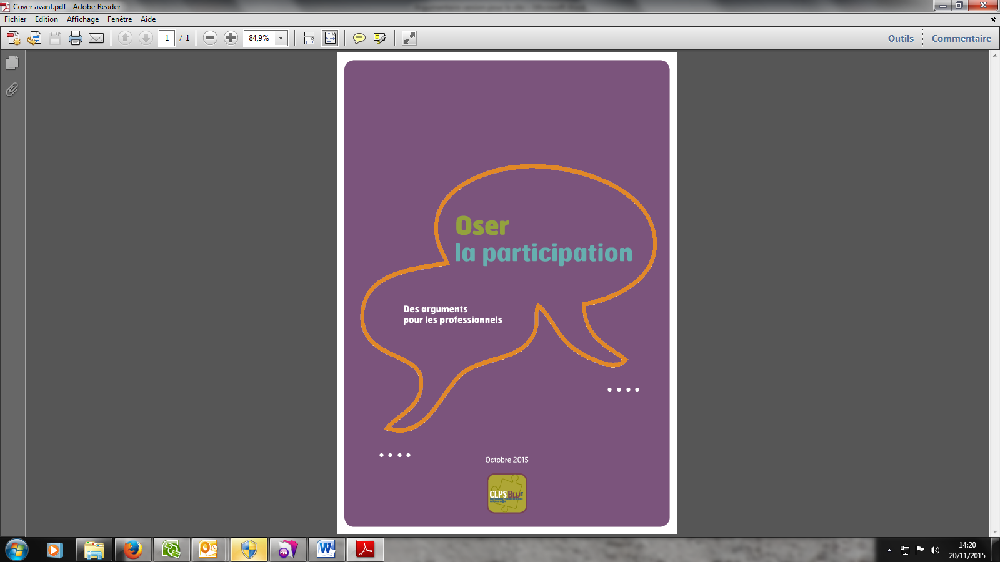 Cover avant.pdf - Adobe Reader
Fichier Edition Affichage Fenêtre Aide
1 / 1 84,9% Outils Commentaire
Oser
la participation
Des arguments
pour les professionnels
Octobre 2015
CLPS
14:20
20/11/2015